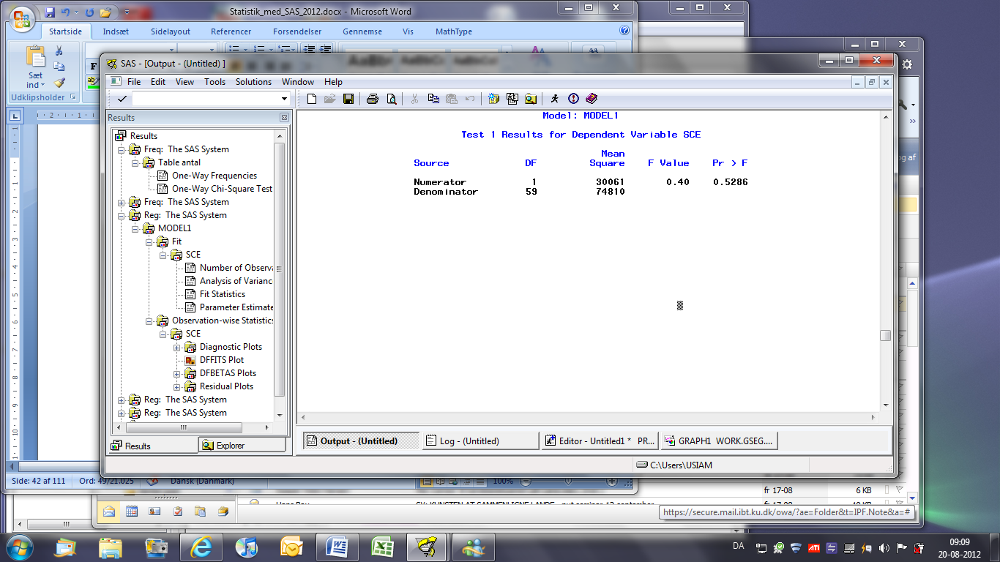 Statistik_med_SAS_2012.docx - Microsoft Word
Startside Indsæt Sidelayout Referencer Forsendelser Gennemse Vis MathType
Sæt
ind
F
Udklipsholder
SAS - [Output - (Untitled) ]
File Edit View Tools Solutions Window Help
Results
Results
Freq: The SAS System
Table antal
One-Way Frequencies
One-Way Chi-Square Test
Freq: The SAS System
Reg: The SAS System
MODEL1
Fit
SCE
Number of Observa
Analysis of Varianc
Fit Statistics
Parameter Estimate
Observation-wise Statistics
SCE
Diagnostic Plots
DFFITS Plot
DFBETAS Plots
Residual Plots
Reg: The SAS System
Reg: The SAS System
Results Explorer
Model: MODEL1
Test 1 Results for Dependent Variable SCE
Mean
Source DF Square F Value Pr > F
Numerator 1 30061 0.40 0.5286
Denominator 59 74810
Output - (Untitled) Log - (Untitled) Editor - Untitled1 * PR... GRAPH1 WORK.GSEG....
C:\Users\USIAM
og af
Side: 42 af 111 Ord: 49/21.025 Dansk (Danmark) 100%
fr 17-08 6 KB
https://secure.mail.ibt.ku.dk/owa/?ae=Folder&t=IPF.Note&a=#
DA
09:09
20-08-2012